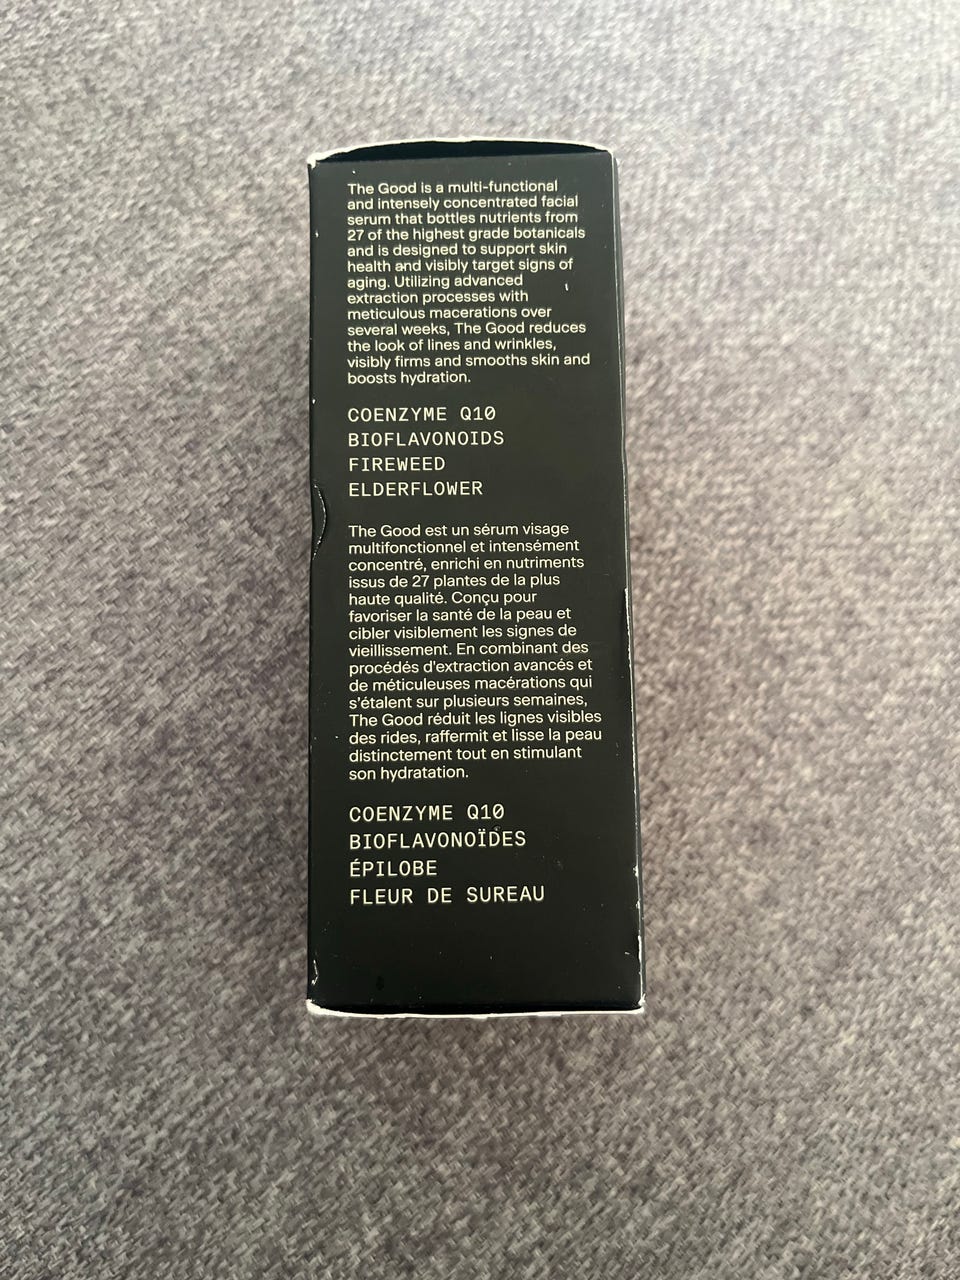 The Good is a multi-functional
and intensely concentrated facial
serum that bottles nutrients from
27 of the highest grade botanicals
and is designed to support skin
health and visibly target signs of
aging. Utilizing advanced
extraction processes with
meticulous macerations over
several weeks, The Good reduces
the look of lines and wrinkles,
visibly firms and smooths skin and
boosts hydration.
COENZYME Q10
BIOFLAVONOIDS
FIREWEED
ELDERFLOWER
The Good est un sérum visage
multifonctionnel et intensément
concentré, enrichi en nutriments
issus de 27 plantes de la plus
haute qualité. Conçu pour
favoriser la santé de la peau et
cibler visiblement les signes de
vieillissement. En combinant des
procédés d'extraction avancés et
de méticuleuses macérations qui
s'étalent sur plusieurs semaines,
The Good réduit les lignes visibles
des rides, raffermit et lisse la peau
distinctement tout en stimulant
son hydratation.
COENZYME Q10
BIOFLAVONOÏDES
ÉPILOBE
FLEUR DE SUREAU